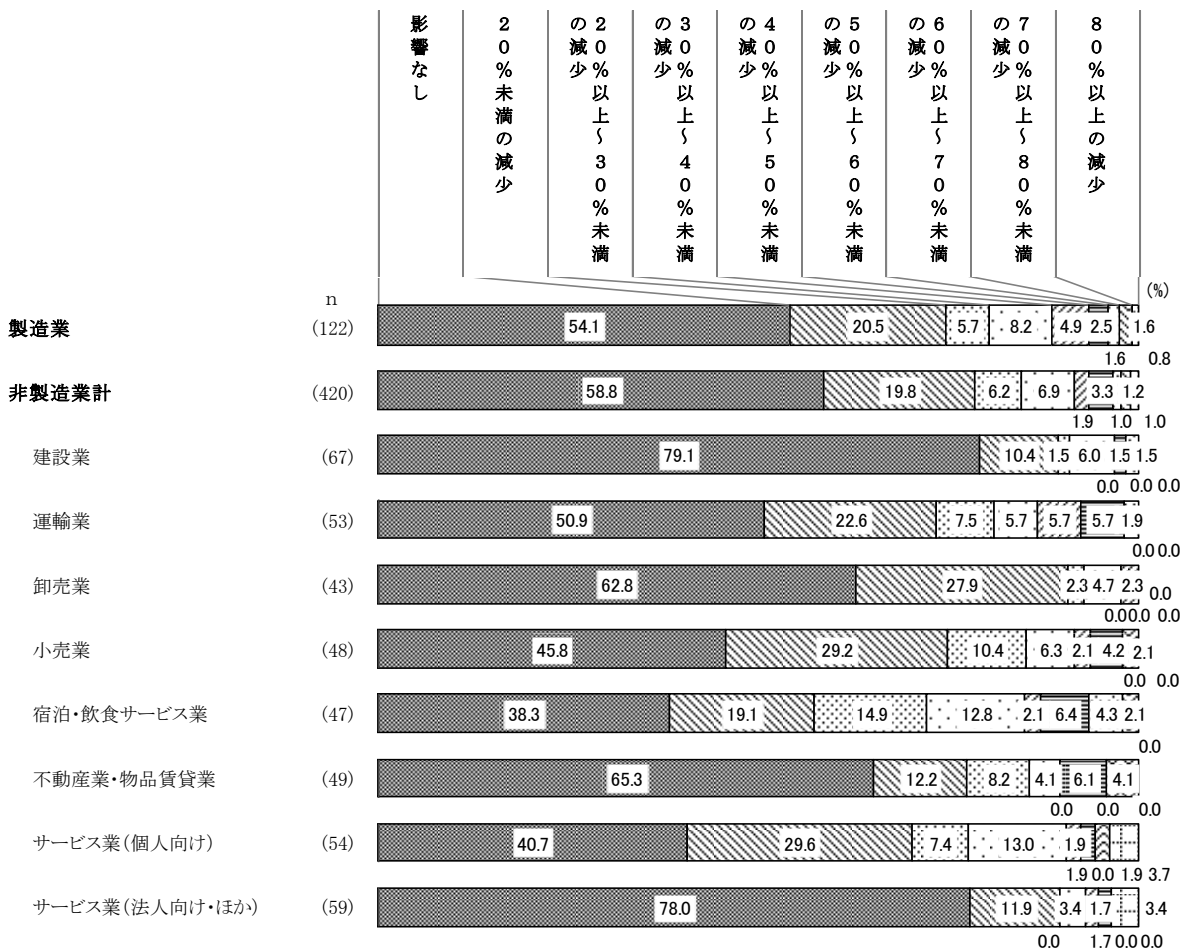 影響なし
20%未満の減少
20%以上~30%未満の減少
30%以上~40%未満の減少
40%以上~50%未満の減少
50%以上~60%未満の減少
60%以上~70%未満の減少
70%以上~80%未満の減少
80%以上の減少
n
(%)
製造業 (122) 54.1 20.5 5.7 8.2 4.9 2.5 1.6
1.6 0.8
非製造業計 (420) 58.8 19.8 6.2 6.9 3.3 1.2
1.9 1.0 1.0
建設業 (67) 79.1 10.4 1.5 6.0 1.5 1.5
0.0 0.0 0.0
運輸業 (53) 50.9 22.6 7.5 5.7 5.7 5.7 1.9
0.0 0.0
卸売業 (43) 62.8 27.9 2.3 4.7 2.3 0.0
0.0 0.0 0.0
小売業 (48) 45.8 29.2 10.4 6.3 2.1 4.2 2.1
0.0 0.0
宿泊・飲食サービス業 (47) 38.3 19.1 14.9 12.8 2.1 6.4 4.3 2.1
0.0
不動産業・物品賃貸業 (49) 65.3 12.2 8.2 4.1 6.1 4.1
0.0 0.0 0.0
サービス業(個人向け) (54) 40.7 29.6 7.4 13.0 1.9
1.9 0.0 1.9 3.7
サービス業(法人向け・ほか) (59) 78.0 11.9 3.4 1.7 3.4
0.0 1.7 0.0 0.0